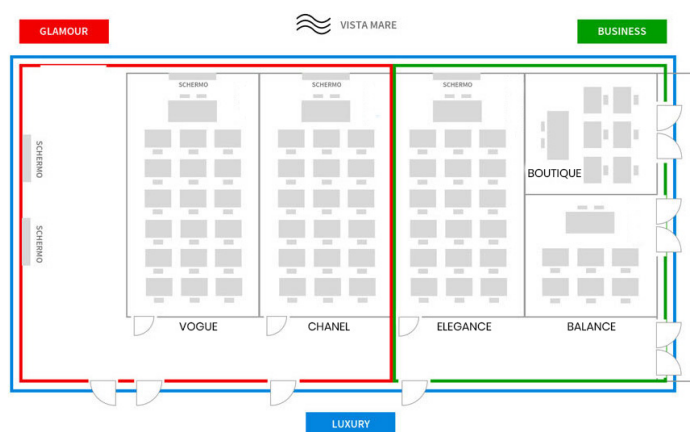 GLAMOUR
VISTA MARE
BUSINESS
SCHERMO
SCHERMO
SCHERMO
SCHERMO
SCHERMO
BOUTIQUE
VOGUE
CHANEL
ELEGANCE
BALANCE
LUXURY